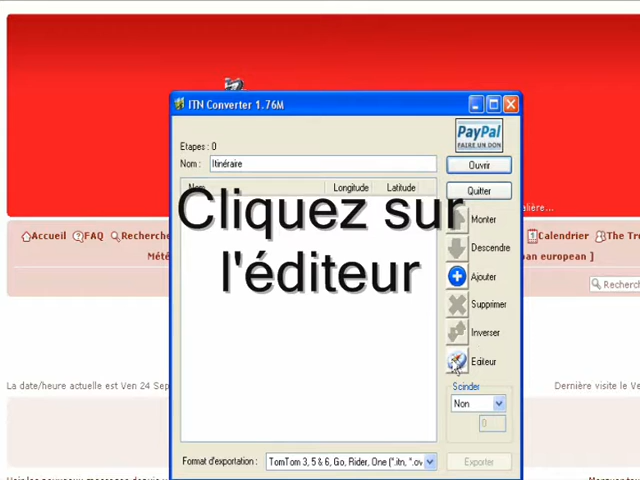 ITN Converter 1.76M
PayPal
FAIRE UN DON
Etapes : 0
Nom : Itinéraire
Ouvrir
Quitter
Nom Longitude Latitude
Cliquez sur
l'éditeur
Monter
Descendre
Ajouter
Supprimer
Inverser
Editeur
Scinder
Non
0
Format d'exportation : TomTom 3, 5 & 6, Go, Rider, One (*.itn, *.ov
Exporter
alière...
Accueil FAQ Recherche
Calendrier The Tr
Mété
pan european ]
Recherc
La date/heure actuelle est Ven 24 Sep
Dernière visite le Ve